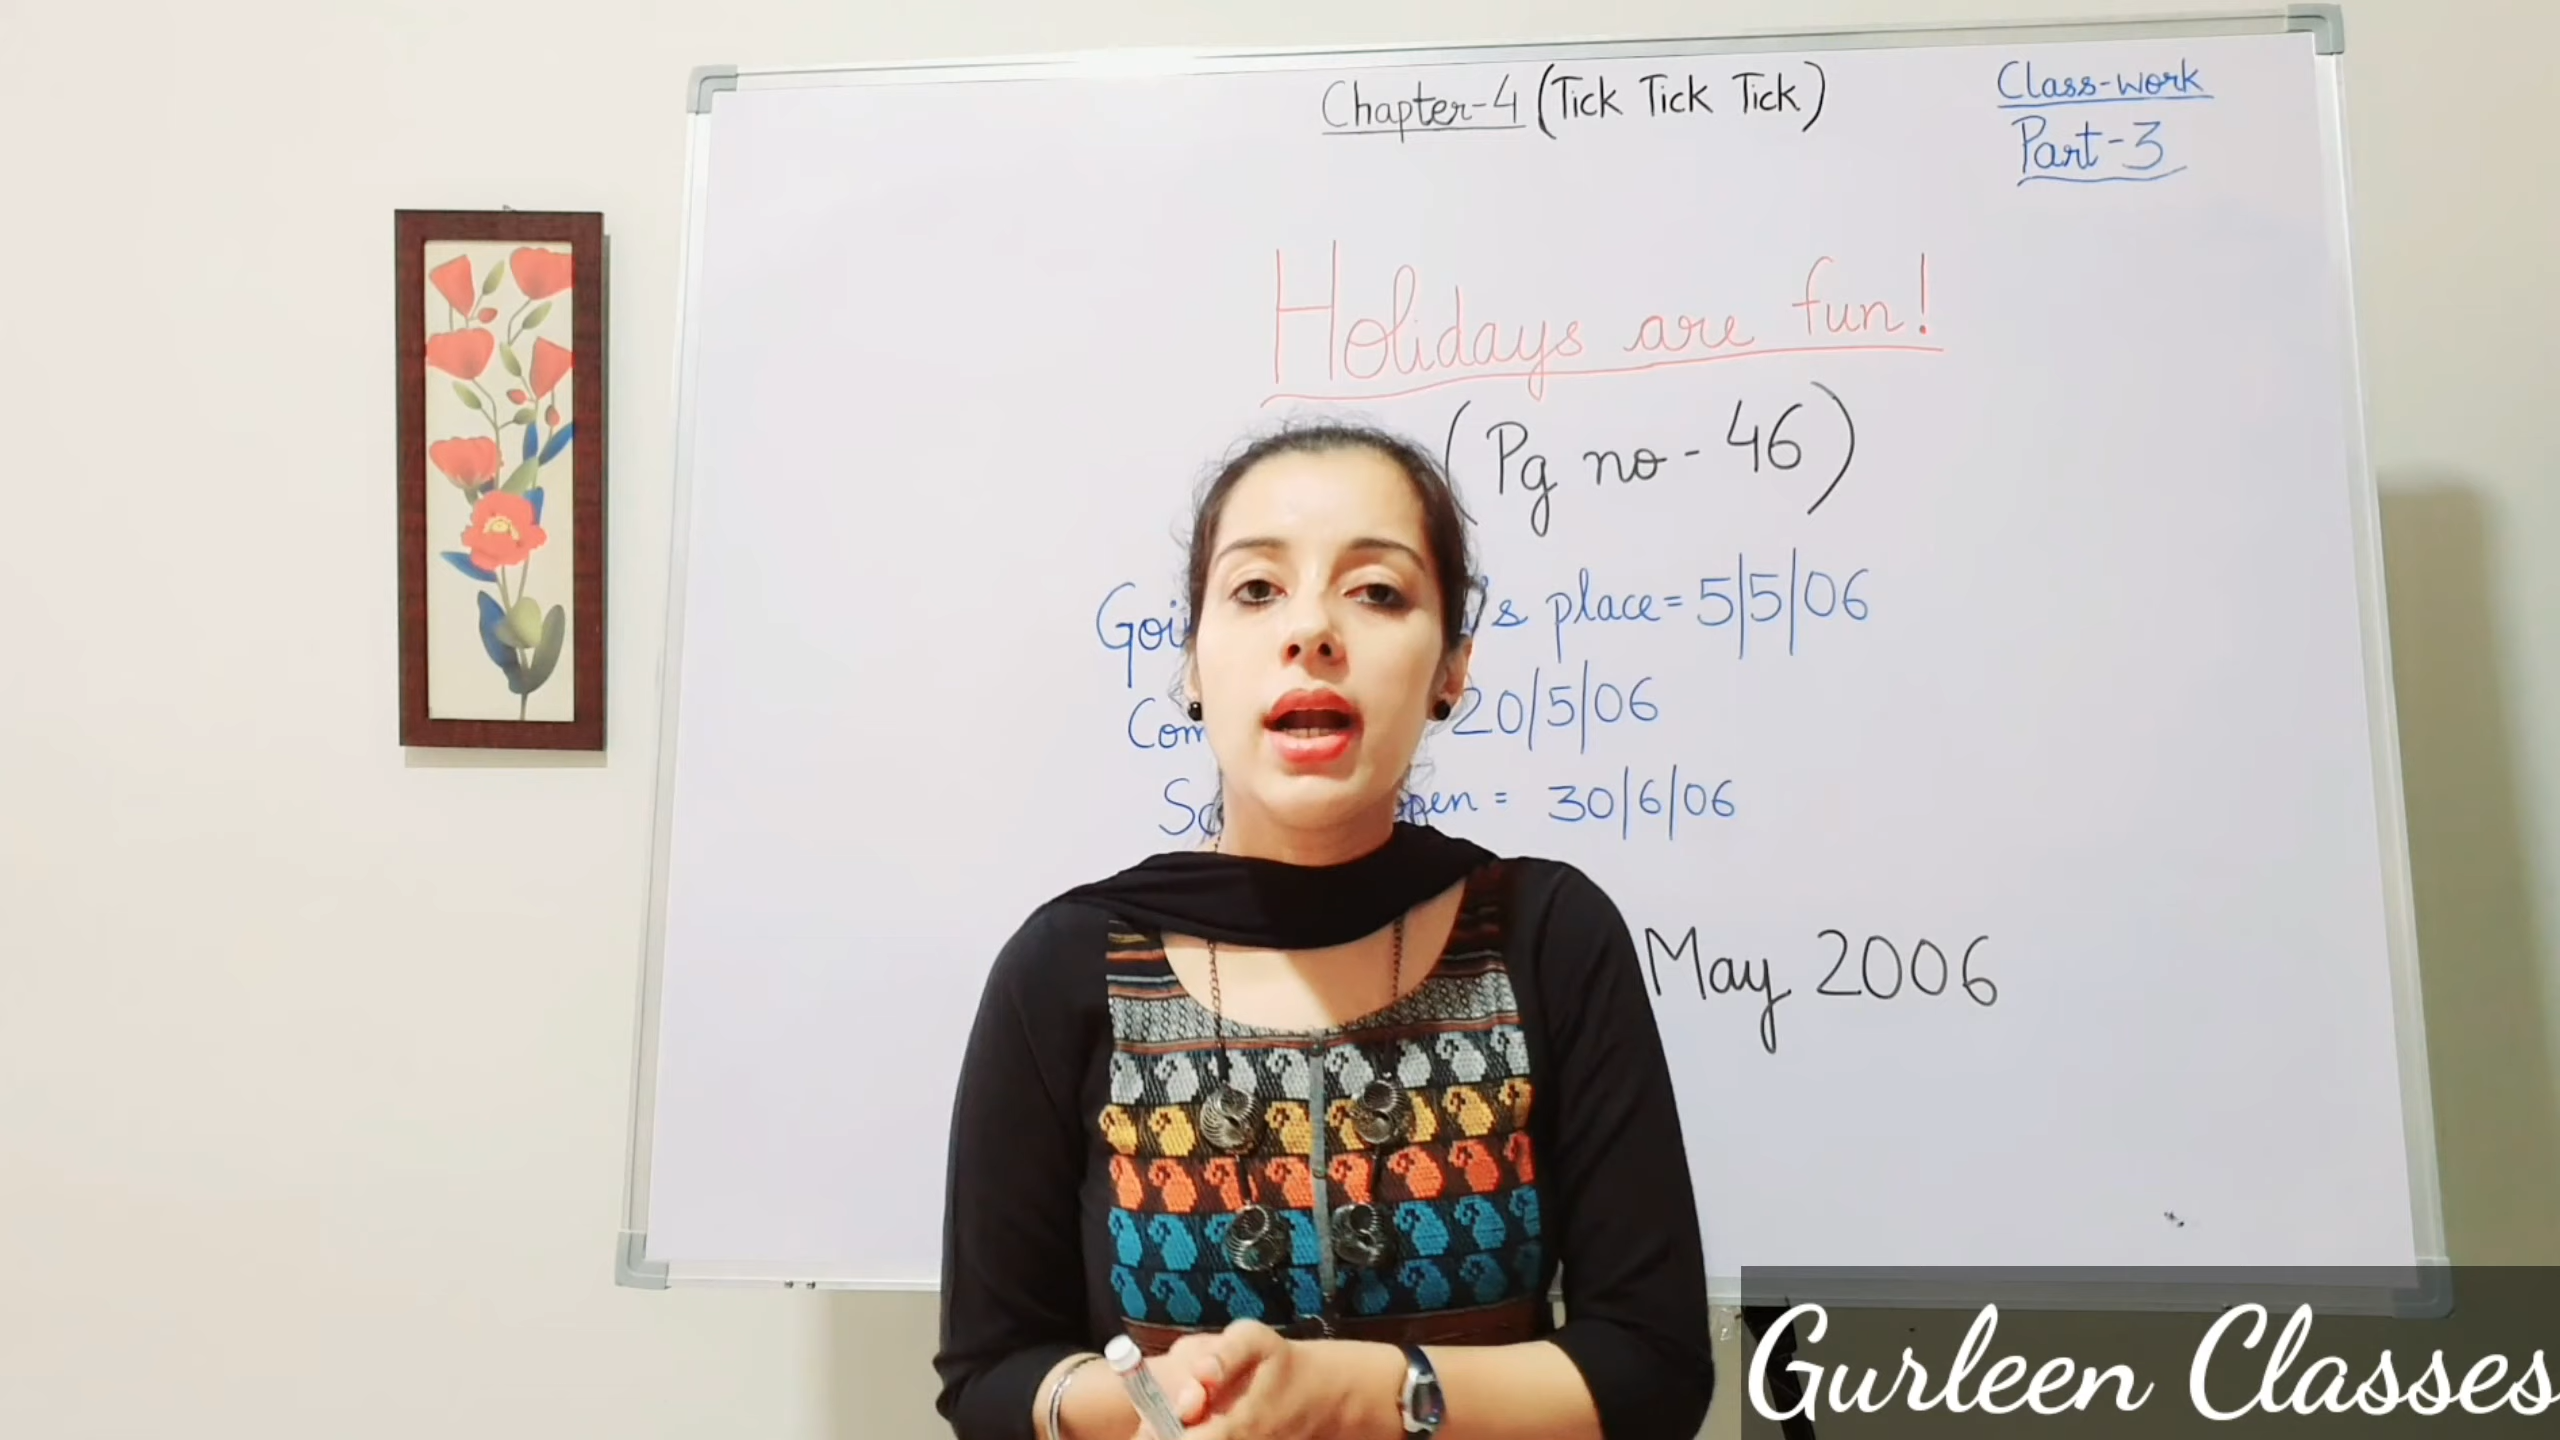 Chapter-4 (Tick Tick Tick)
Class-work
Part-3
Holidays are fun!
(Pg no - 46)
's place = 5|5|06
20/5/06
= 30/6/06
May 2006
Gurleen Classes